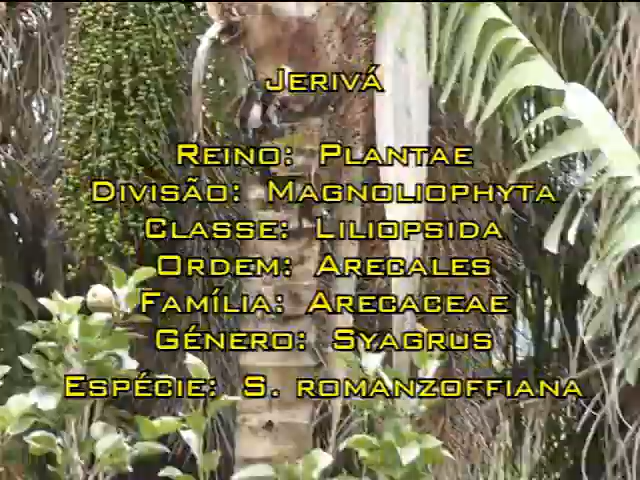 Jerivá
Reino: Plantae
Divisão: Magnoliophyta
Classe: Liliopsida
Ordem: Arecales
Família: Arecaceae
Género: Syagrus
Espécie: S. romanzoffiana